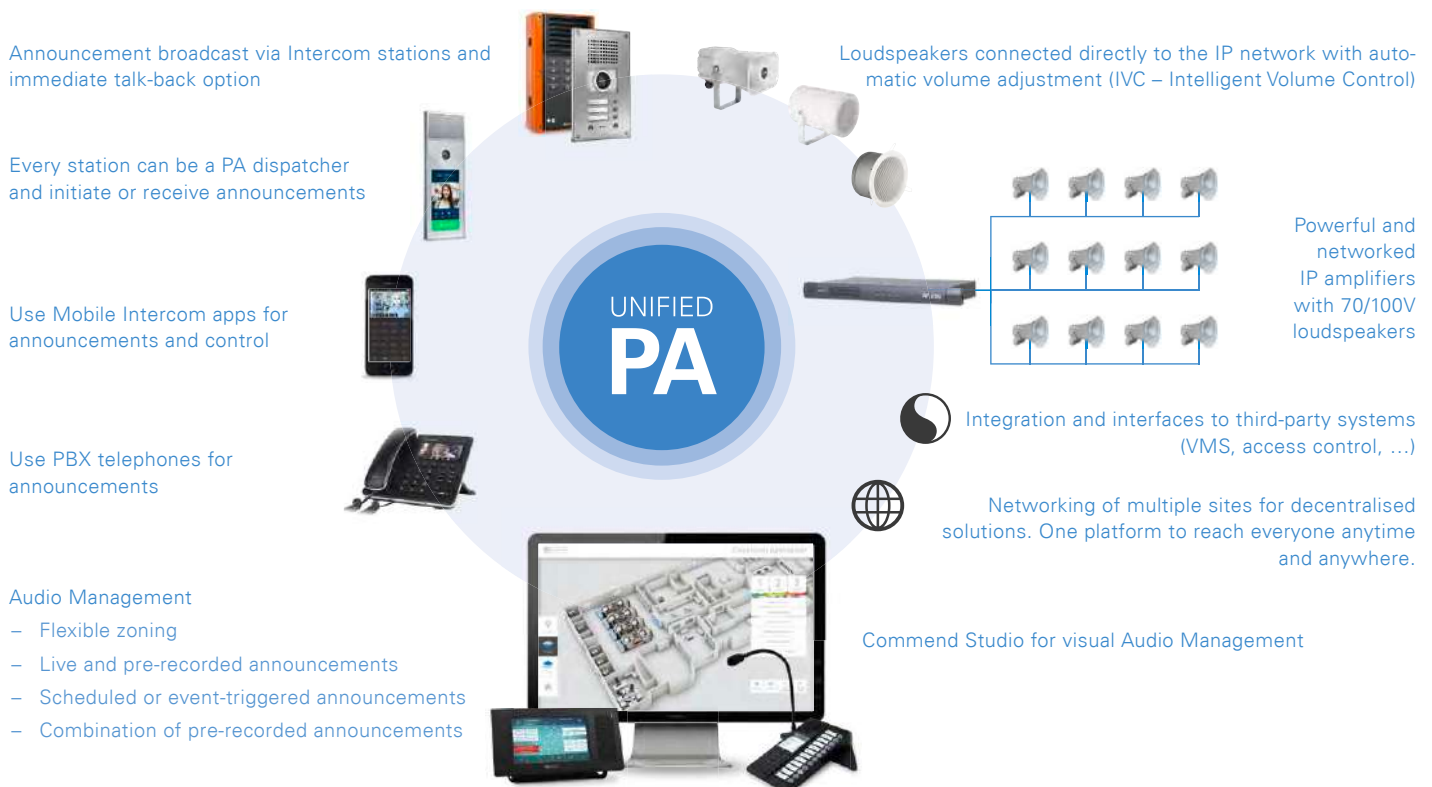 Announcement broadcast via Intercom stations and
immediate talk-back option
Every station can be a PA dispatcher
and initiate or receive announcements
Use Mobile Intercom apps for
announcements and control
Use PBX telephones for
announcements
Audio Management
– Flexible zoning
– Live and pre-recorded announcements
– Scheduled or event-triggered announcements
– Combination of pre-recorded announcements
UNIFIED
PA
Loudspeakers connected directly to the IP network with auto-
matic volume adjustment (IVC – Intelligent Volume Control)
Powerful and
networked
IP amplifiers
with 70/100V
loudspeakers
Integration and interfaces to third-party systems
(VMS, access control, …)
Networking of multiple sites for decentralised
solutions. One platform to reach everyone anytime
and anywhere.
Commend Studio for visual Audio Management
1 2 3